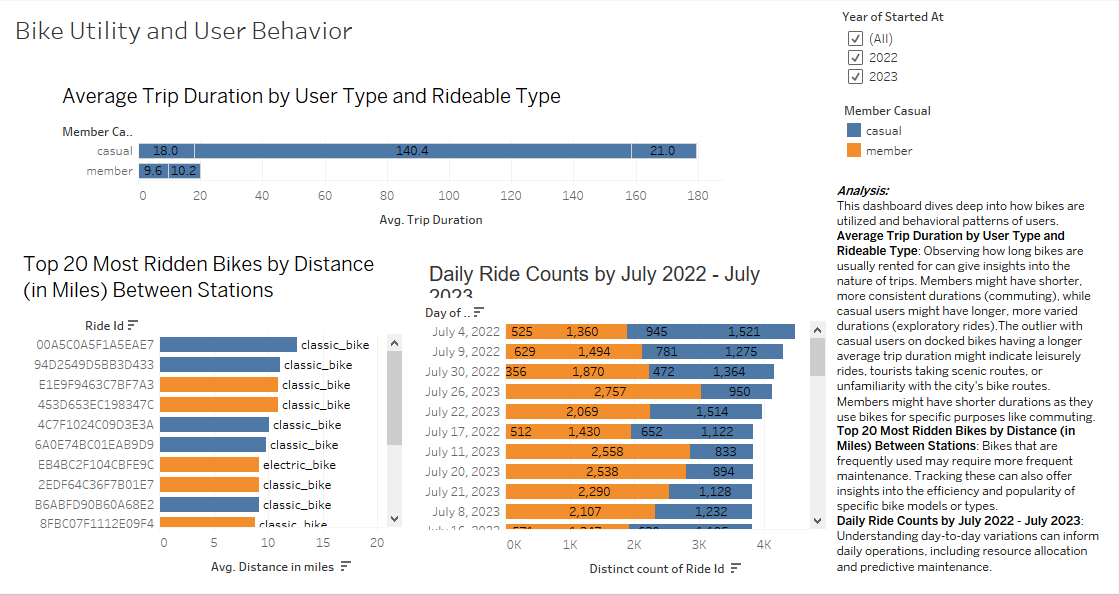 Bike Utility and User Behavior
Average Trip Duration by User Type and Rideable Type
Member Ca..
casual 18.0 140.4 21.0
member 9.6 10.2
0 20 40 60 80 100 120 140 160 180
Avg. Trip Duration
Top 20 Most Ridden Bikes by Distance
(in Miles) Between Stations
Ride Id
00A5C0A5F1A5EAE7 classic_bike
94D2549D5BB3D433 classic_bike
E1E9F9463C7BF7A3 classic_bike
453D653EC198347C classic_bike
4C7F1024C09D3E3A classic_bike
6A0E74BC01EAB9D9 classic_bike
EB4BC2F104CBFE9C electric_bike
2EDF64C36F7B01E7 classic_bike
B6ABFD90B60A68E2 classic_bike
8FBC07F1112E09F4 classic_bike
0 5 10 15 20
Avg. Distance in miles
Daily Ride Counts by July 2022 - July
2023
Day of ..
July 4, 2022 525 1,360 945 1,521
July 9, 2022 629 1,494 781 1,275
July 30, 2022 356 1,870 472 1,364
July 26, 2023 2,757 950
July 22, 2023 2,069 1,514
July 17, 2022 512 1,430 652 1,122
July 11, 2023 2,558 833
July 20, 2023 2,538 894
July 21, 2023 2,290 1,128
July 8, 2023 2,107 1,232
0K 1K 2K 3K 4K
Distinct count of Ride Id
Year of Started At
(All)
2022
2023
Member Casual
casual
member
Analysis:
This dashboard dives deep into how bikes are
utilized and behavioral patterns of users.
Average Trip Duration by User Type and
Rideable Type: Observing how long bikes are
usually rented for can give insights into the
nature of trips. Members might have shorter,
more consistent durations (commuting), while
casual users might have longer, more varied
durations (exploratory rides).The outlier with
casual users on docked bikes having a longer
average trip duration might indicate leisurely
rides, tourists taking scenic routes, or
unfamiliarity with the city's bike routes.
Members might have shorter durations as they
use bikes for specific purposes like commuting.
Top 20 Most Ridden Bikes by Distance (in
Miles) Between Stations: Bikes that are
frequently used may require more frequent
maintenance. Tracking these can also offer
insights into the efficiency and popularity of
specific bike models or types.
Daily Ride Counts by July 2022 - July 2023:
Understanding day-to-day variations can inform
daily operations, including resource allocation
and predictive maintenance.